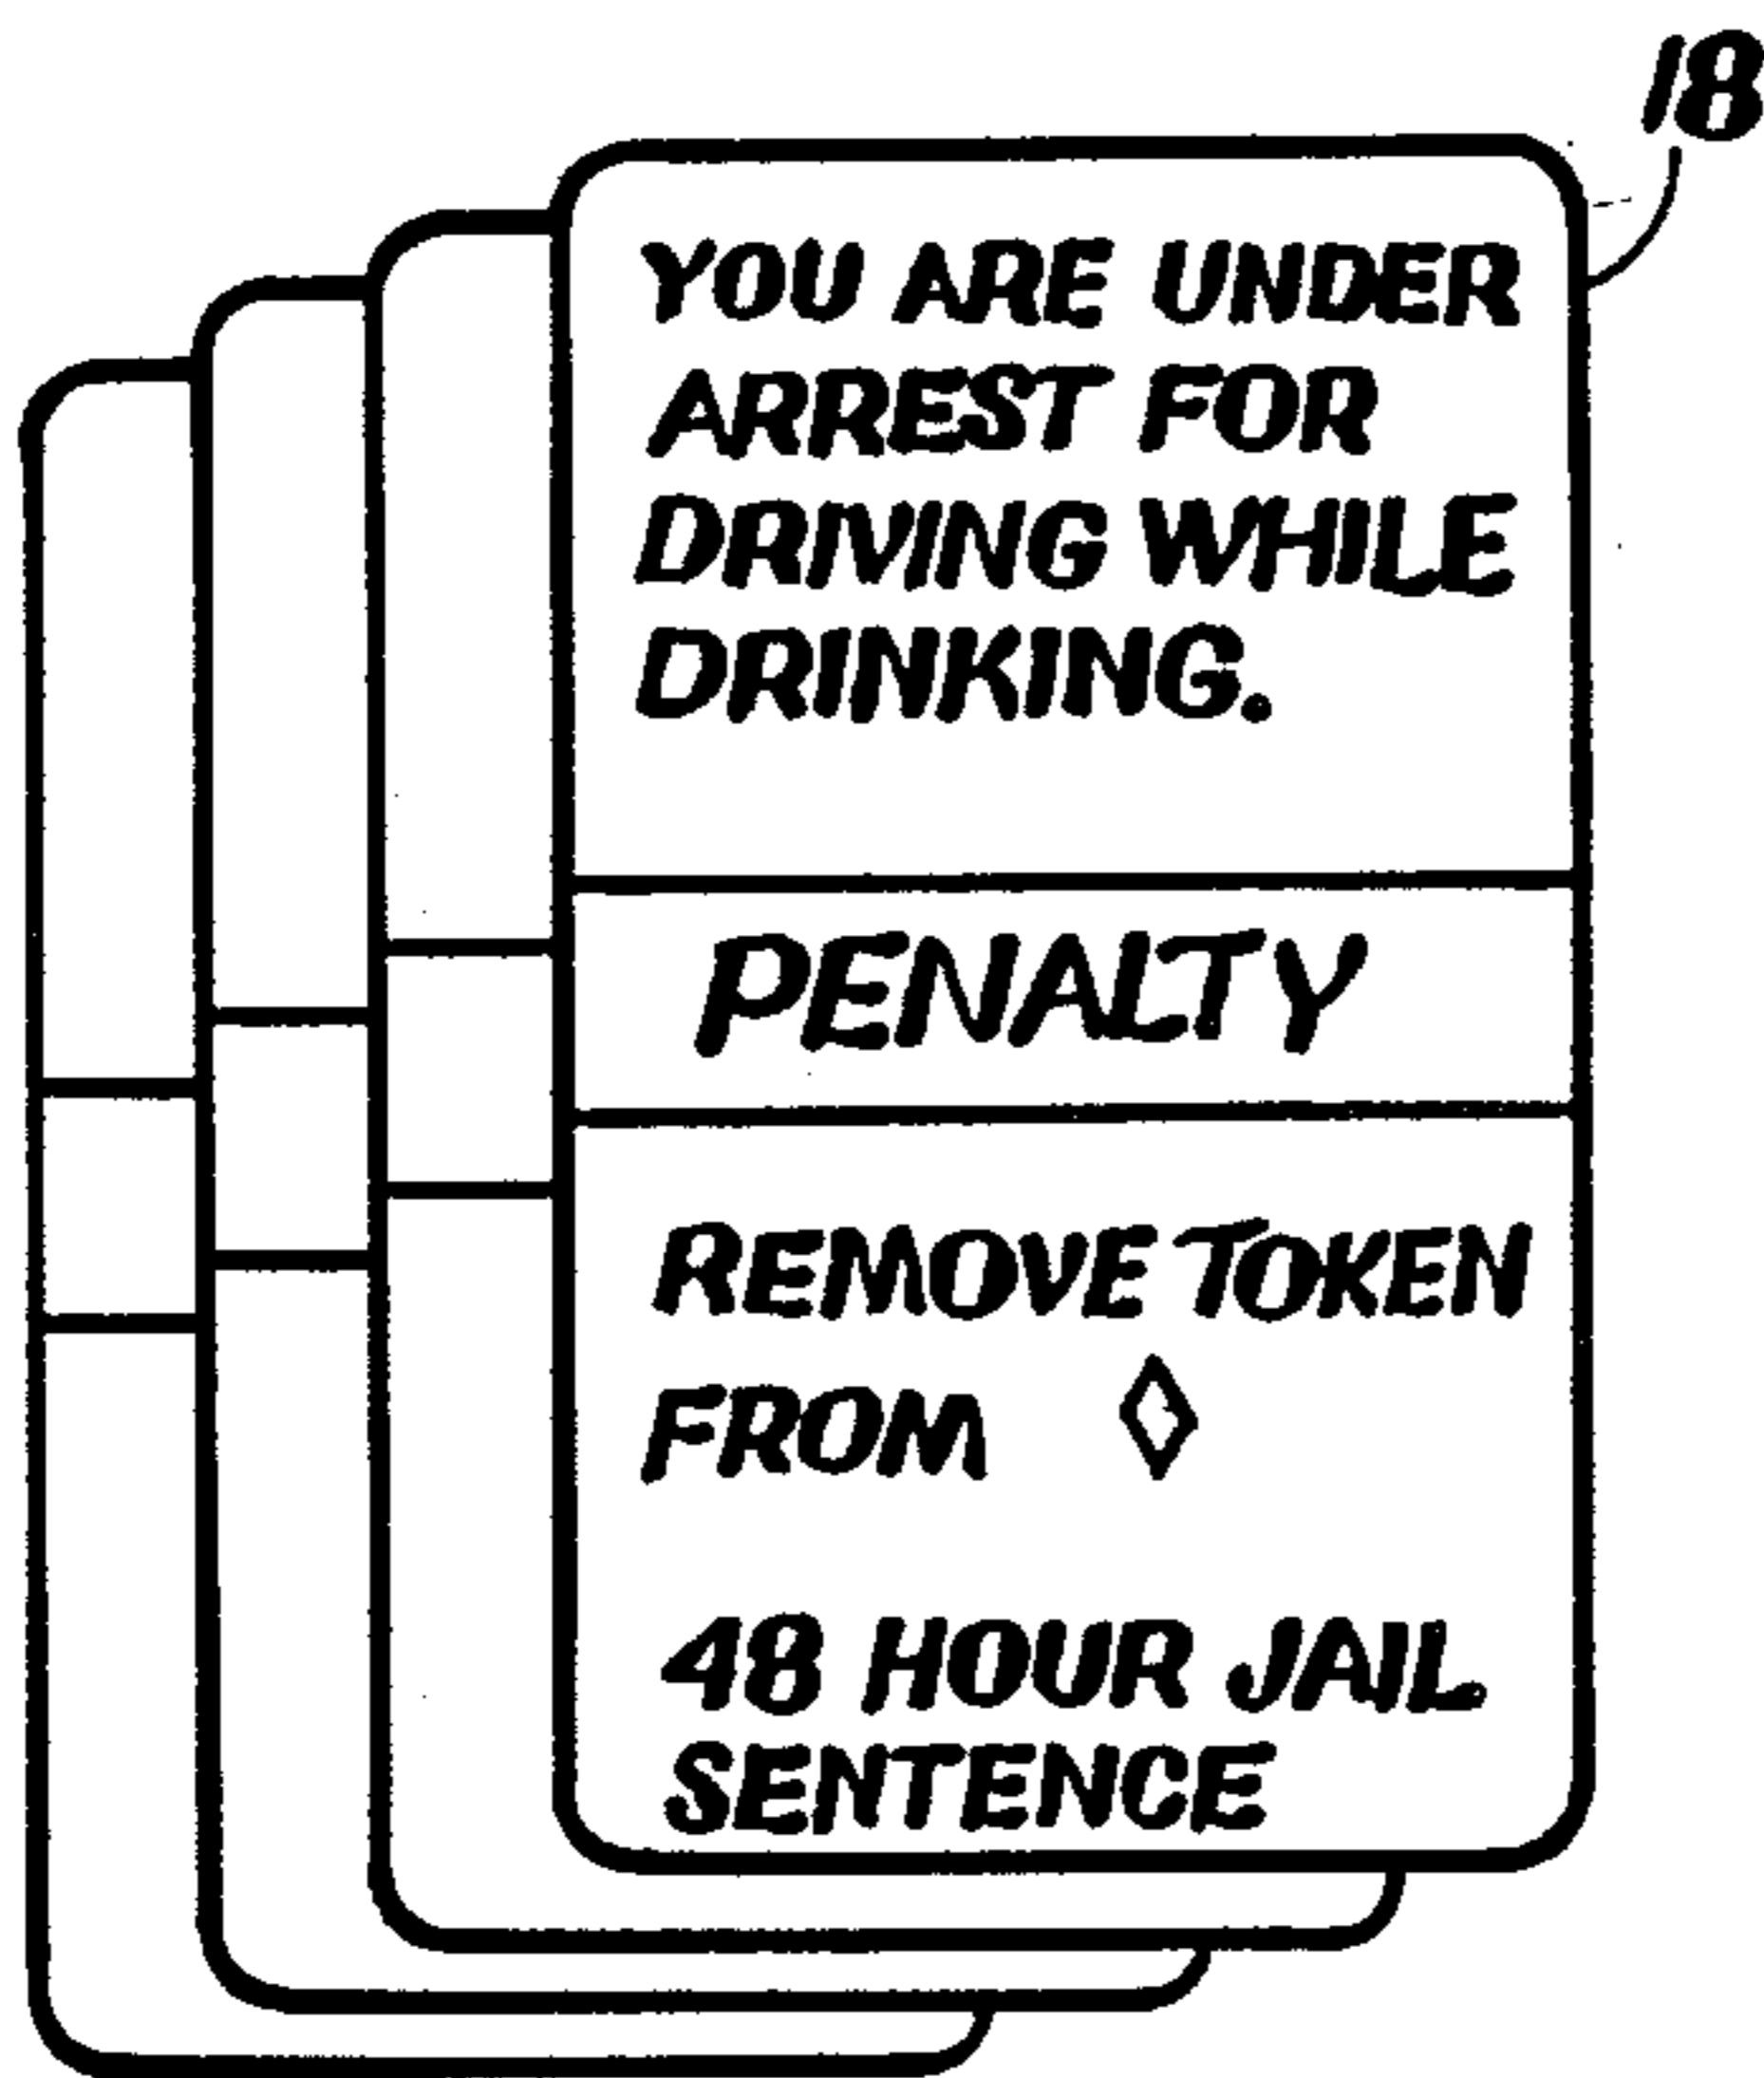 18
YOU ARE UNDER
ARREST FOR
DRIVING WHILE
DRINKING.
PENALTY
REMOVE TOKEN
FROM ◊
48 HOUR JAIL
SENTENCE